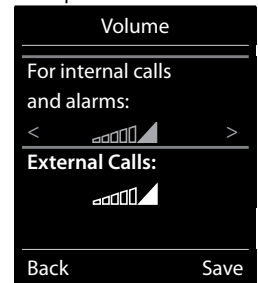 Volume
For internal calls
and alarms:
< >
External Calls:
Back Save